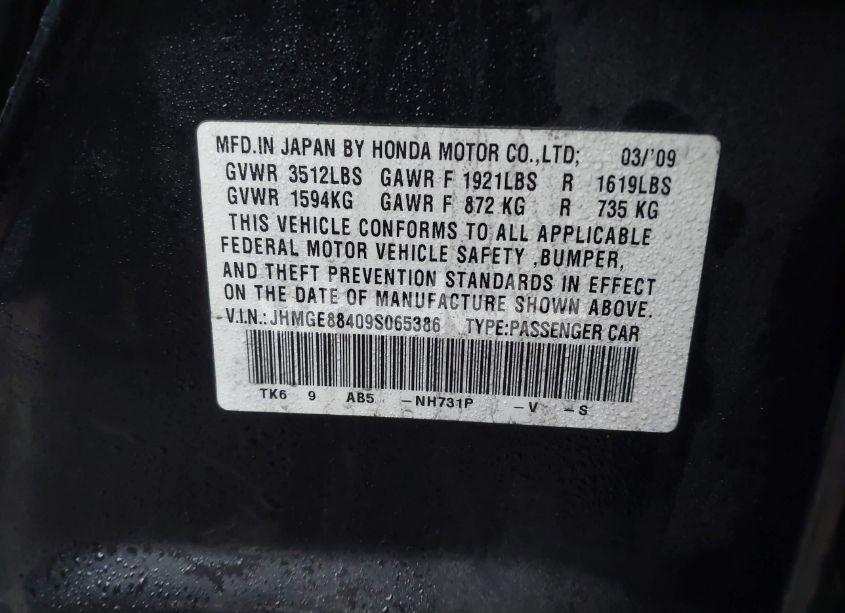 MFD.IN JAPAN BY HONDA MOTOR CO.,LTD; 03/'09
GVWR 3512LBS GAWR F 1921LBS R 1619LBS
GVWR 1594KG GAWR F 872 KG R 735 KG
THIS VEHICLE CONFORMS TO ALL APPLICABLE
FEDERAL MOTOR VEHICLE SAFETY ,BUMPER,
AND THEFT PREVENTION STANDARDS IN EFFECT
ON THE DATE OF MANUFACTURE SHOWN ABOVE.
V.I.N.:JHMGE88409S065386 TYPE:PASSENGER CAR
TK6 9 AB5 -NH731P -V -S